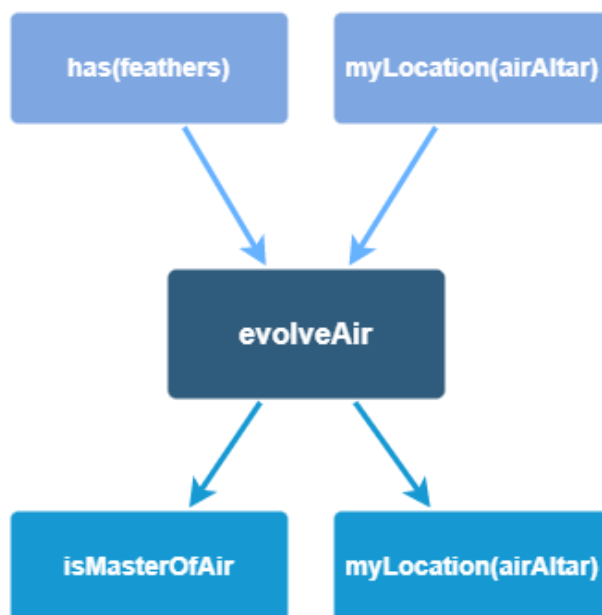 has(feathers)
myLocation(airAltar)
evolveAir
isMasterOfAir
myLocation(airAltar)